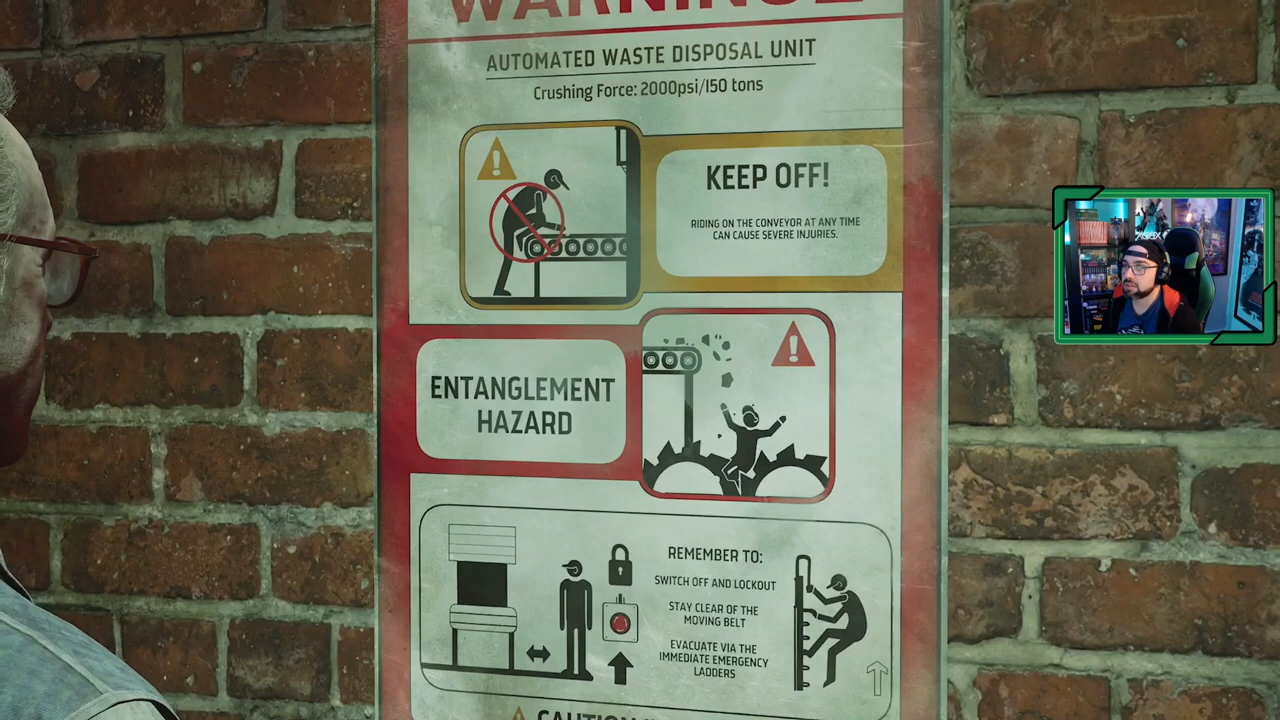 WARNING
AUTOMATED WASTE DISPOSAL UNIT
Crushing Force: 2000psi/150 tons
KEEP OFF!
RIDING ON THE CONVEYOR AT ANY TIME
CAN CAUSE SEVERE INJURIES.
ENTANGLEMENT
HAZARD
REMEMBER TO:
SWITCH OFF AND LOCKOUT
STAY CLEAR OF THE
MOVING BELT
EVACUATE VIA THE
IMMEDIATE EMERGENCY
LADDERS
CAUTION